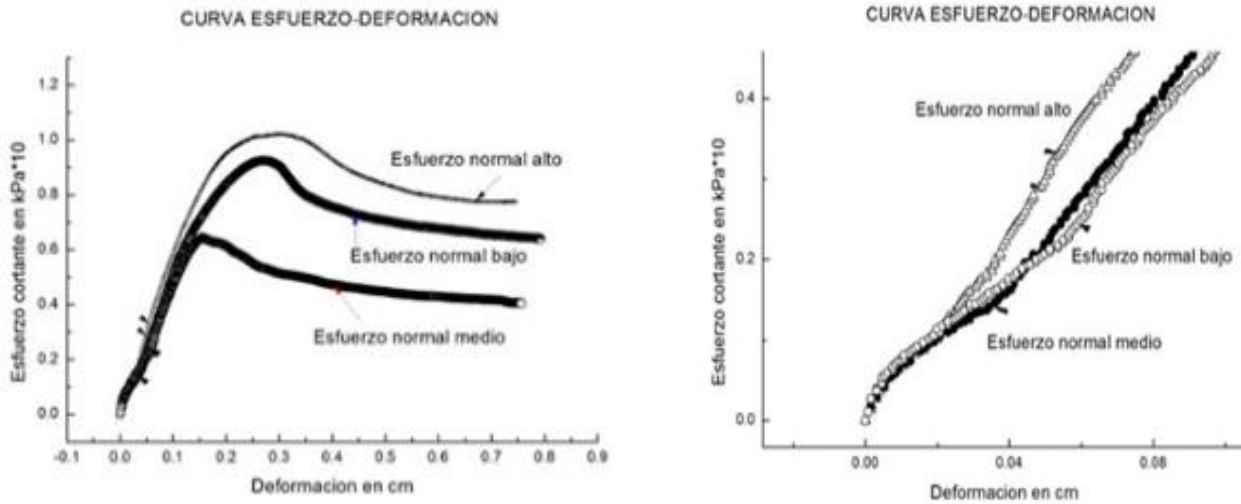 CURVA ESFUERZO-DEFORMACION
Esfuerzo cortante en kPa*10
1.2
1.0
0.8
0.6
0.4
0.2
0.0
Esfuerzo normal alto
Esfuerzo normal bajo
Esfuerzo normal medio
-0.1 0.0 0.1 0.2 0.3 0.4 0.5 0.6 0.7 0.8 0.9
Deformacion en cm
CURVA ESFUERZO-DEFORMACION
Esfuerzo cortante en kPa*10
0.4
0.2
0.0
Esfuerzo normal alto
Esfuerzo normal bajo
Esfuerzo normal medio
0.00 0.04 0.08
Deformacion en cm